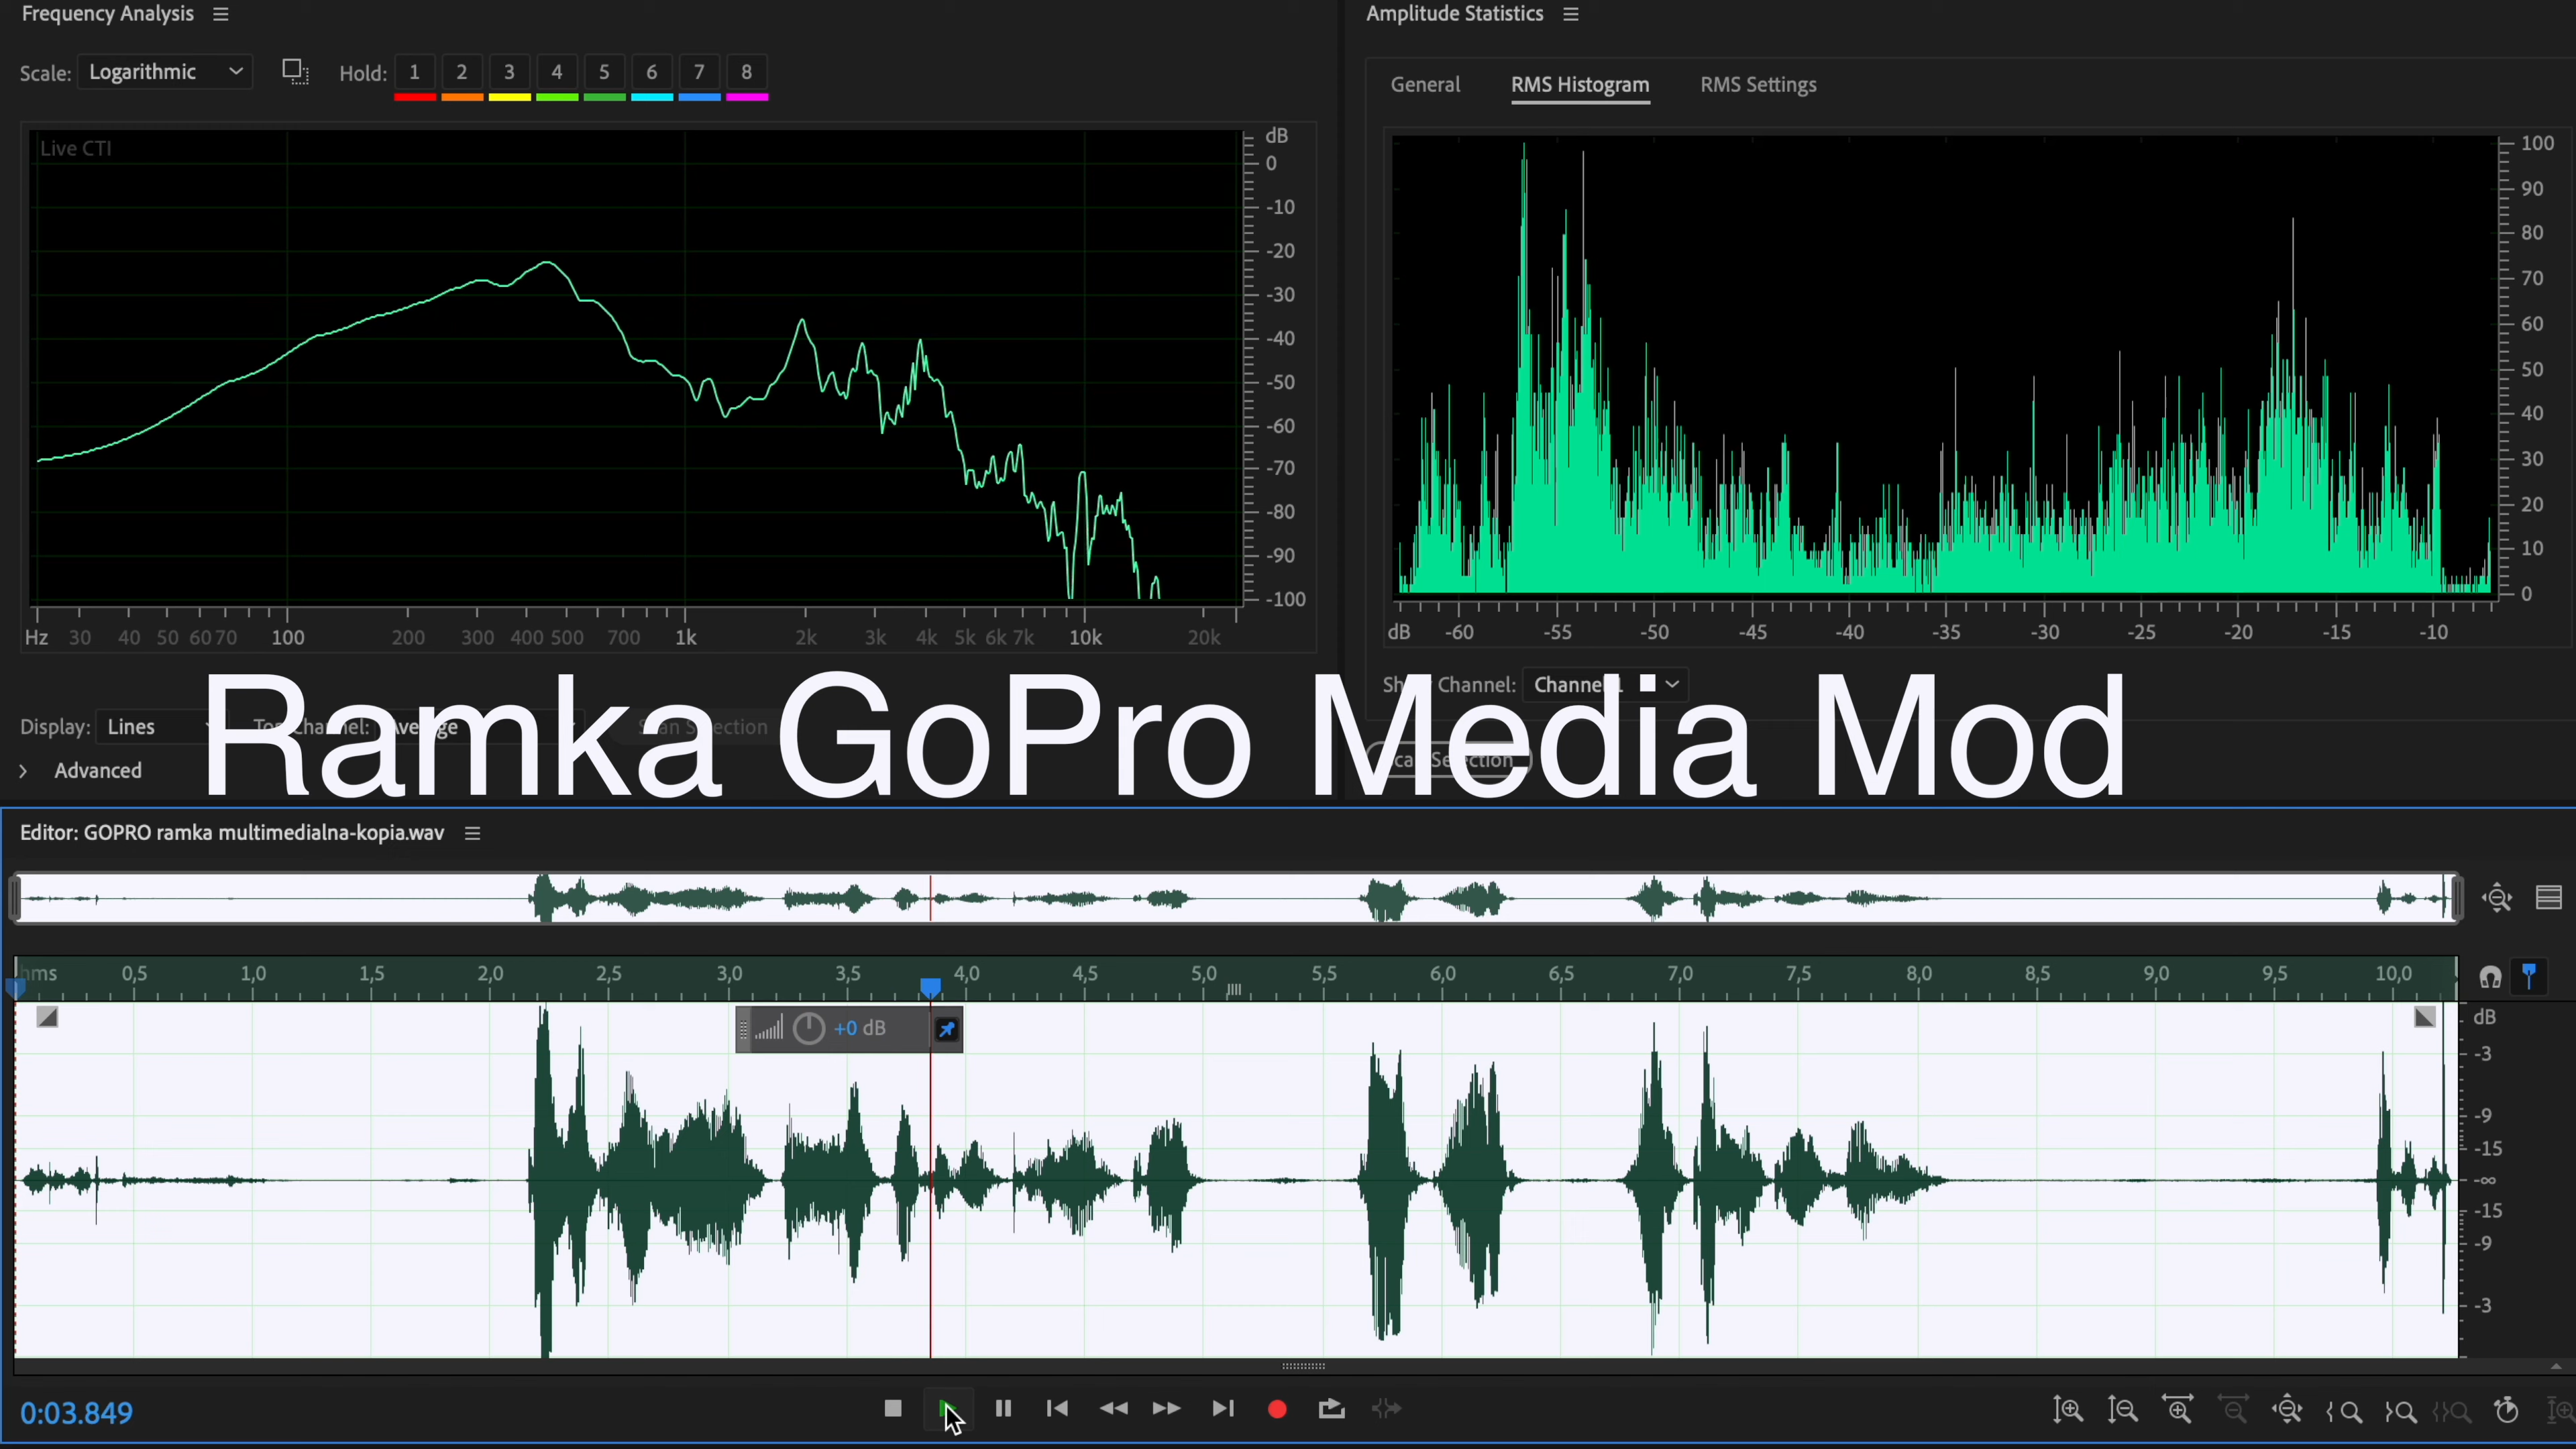 Frequency Analysis
Amplitude Statistics
Scale: Logarithmic Hold: 1 2 3 4 5 6 7 8
General RMS Histogram RMS Settings
Live CTI
dB
0
-10
-20
-30
-40
-50
-60
-70
-80
-90
-100
Hz 30 40 50 60 70 100 200 300 400 500 700 1k 2k 3k 4k 5k 6k 7k 10k 20k
100
90
80
70
60
50
40
30
20
10
0
dB -60 -55 -50 -45 -40 -35 -30 -25 -20 -15 -10
Channel: Channel
Ramka GoPro Media Mod
Display: Lines Channel: Average Selection
Selection
Advanced
Editor: GOPRO ramka multimedialna-kopia.wav
hms 0,5 1,0 1,5 2,0 2,5 3,0 3,5 4,0 4,5 5,0 5,5 6,0 6,5 7,0 7,5 8,0 8,5 9,0 9,5 10,0
+0 dB
dB
-3
-9
-15
-∞
-15
-9
-3
0:03.849